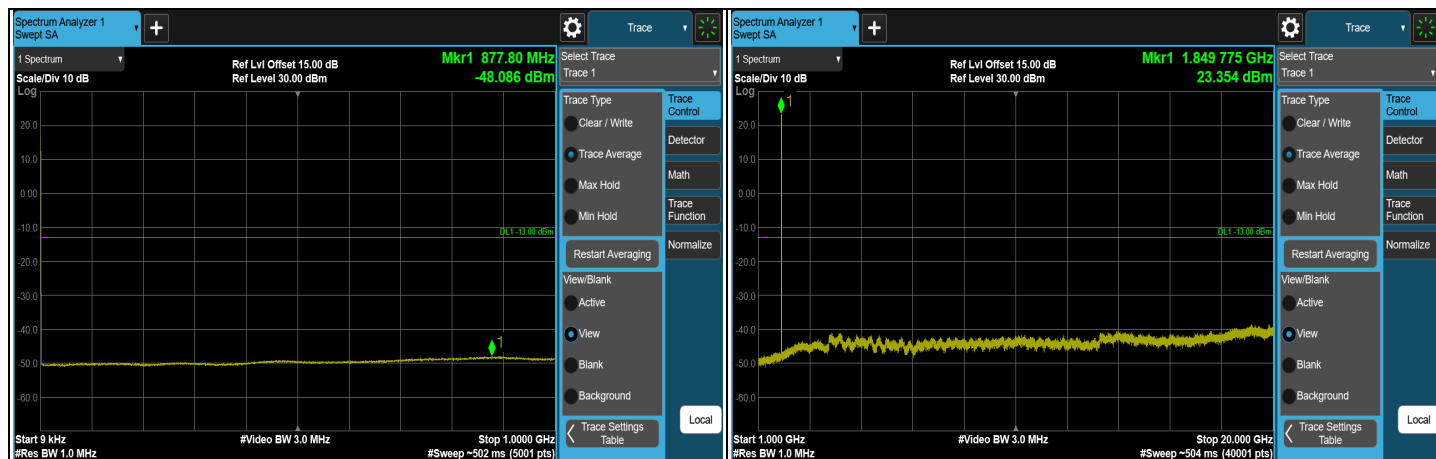 Spectrum Analyzer 1
Swept SA
+
Trace
1 Spectrum
Scale/Div 10 dB
Log
Ref Lvl Offset 15.00 dB
Ref Level 30.00 dBm
Mkr1 877.80 MHz
-48.086 dBm
1
20.0
10.0
0.00
-10.0
-20.0
-30.0
-40.0
-50.0
-60.0
DL1 -13.00 dBm
Start 9 kHz
#Res BW 1.0 MHz
#Video BW 3.0 MHz
Stop 1.0000 GHz
#Sweep ~502 ms (5001 pts)
Select Trace
Trace 1
Trace Type
Clear / Write
Trace Average
Max Hold
Min Hold
Restart Averaging
View/Blank
Active
View
Blank
Background
Trace Settings
Table
Trace
Control
Detector
Math
Trace
Function
Normalize
Local
Spectrum Analyzer 1
Swept SA
+
Trace
1 Spectrum
Scale/Div 10 dB
Log
Ref Lvl Offset 15.00 dB
Ref Level 30.00 dBm
Mkr1 1.849 775 GHz
23.354 dBm
1
20.0
10.0
0.00
-10.0
-20.0
-30.0
-40.0
-50.0
-60.0
DL1 -13.00 dBm
Start 1.000 GHz
#Res BW 1.0 MHz
#Video BW 3.0 MHz
Stop 20.000 GHz
#Sweep ~504 ms (40001 pts)
Select Trace
Trace 1
Trace Type
Clear / Write
Trace Average
Max Hold
Min Hold
Restart Averaging
View/Blank
Active
View
Blank
Background
Trace Settings
Table
Trace
Control
Detector
Math
Trace
Function
Normalize
Local